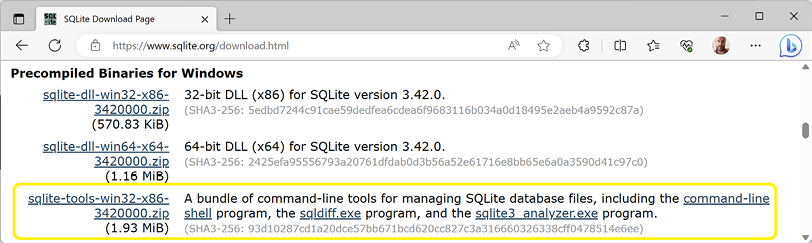 SQLite Download Page
https://www.sqlite.org/download.html
Precompiled Binaries for Windows
sqlite-dll-win32-x86-
3420000.zip
(570.83 KiB)
32-bit DLL (x86) for SQLite version 3.42.0.
(SHA3-256: 5edbd7244c91cae59dedfea6cdea6f9683116b034a0d18495e2aeb4a9592c87a)
sqlite-dll-win64-x64-
3420000.zip
(1.16 MiB)
64-bit DLL (x64) for SQLite version 3.42.0.
(SHA3-256: 2425efa95556793a20761dfdab0d3b56a52e61716e8bb65e6a0a3590d41c97c0)
sqlite-tools-win32-x86-
3420000.zip
(1.93 MiB)
A bundle of command-line tools for managing SQLite database files, including the command-line
shell program, the sqldiff.exe program, and the sqlite3_analyzer.exe program.
(SHA3-256: 93d10287cd1a20dce57bb671bcd620cc827c3a316660326338cff0478514e6ee)